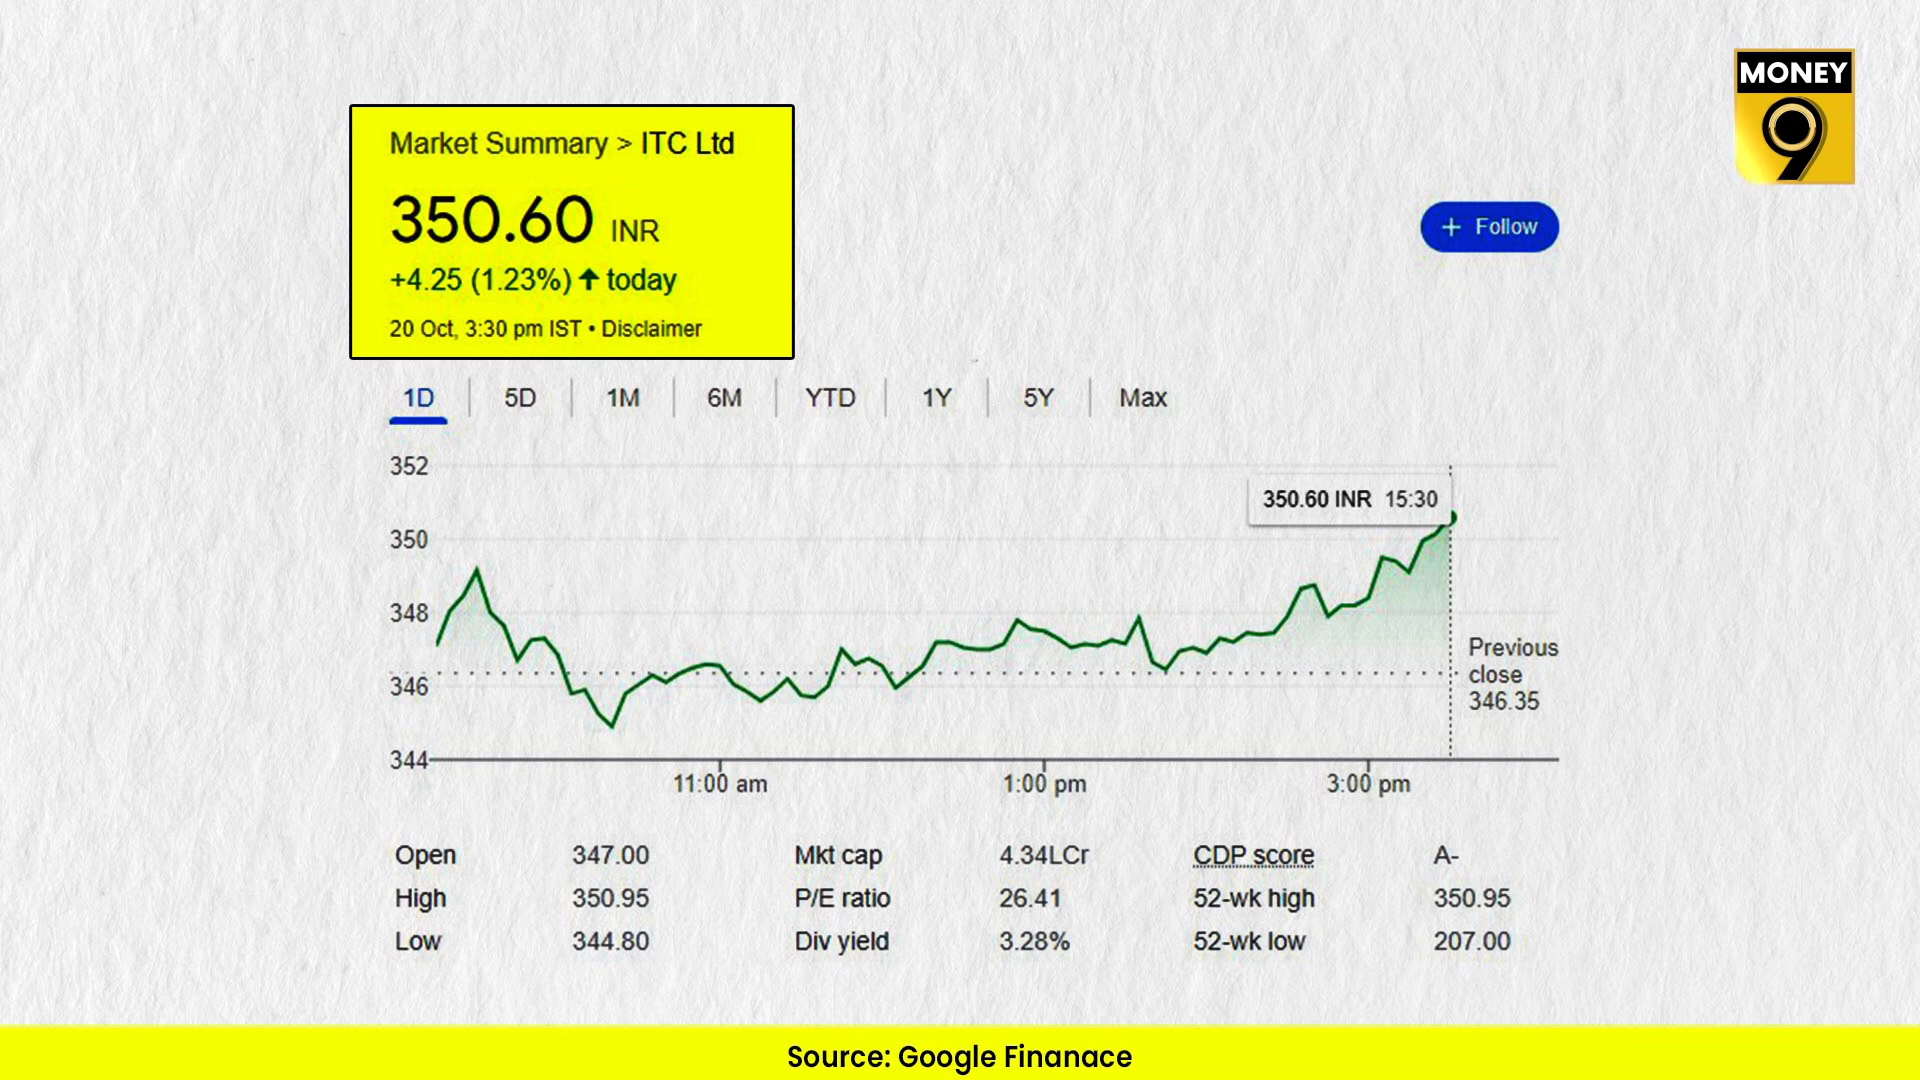 MONEY
9
Market Summary > ITC Ltd
350.60 INR
+4.25 (1.23%) ↑ today
20 Oct, 3:30 pm IST • Disclaimer
+ Follow
1D 5D 1M 6M YTD 1Y 5Y Max
352
350.60 INR 15:30
350
348
Previous
close
346.35
346
344
11:00 am 1:00 pm 3:00 pm
Open 347.00 Mkt cap 4.34LCr CDP score A-
High 350.95 P/E ratio 26.41 52-wk high 350.95
Low 344.80 Div yield 3.28% 52-wk low 207.00
Source: Google Finanace